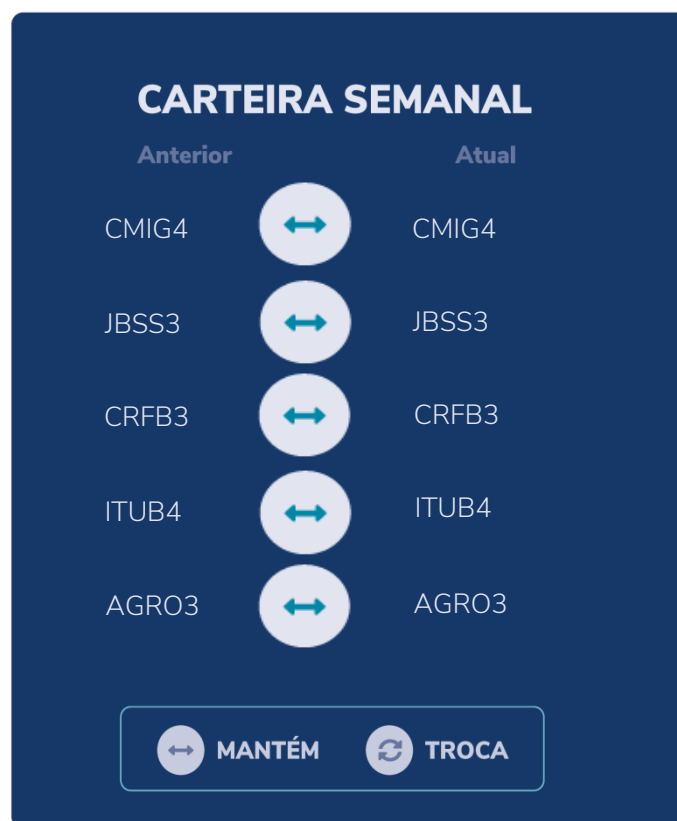 CARTEIRA SEMANAL
Anterior Atual
CMIG4 CMIG4
JBSS3 JBSS3
CRFB3 CRFB3
ITUB4 ITUB4
AGRO3 AGRO3
MANTÉM TROCA